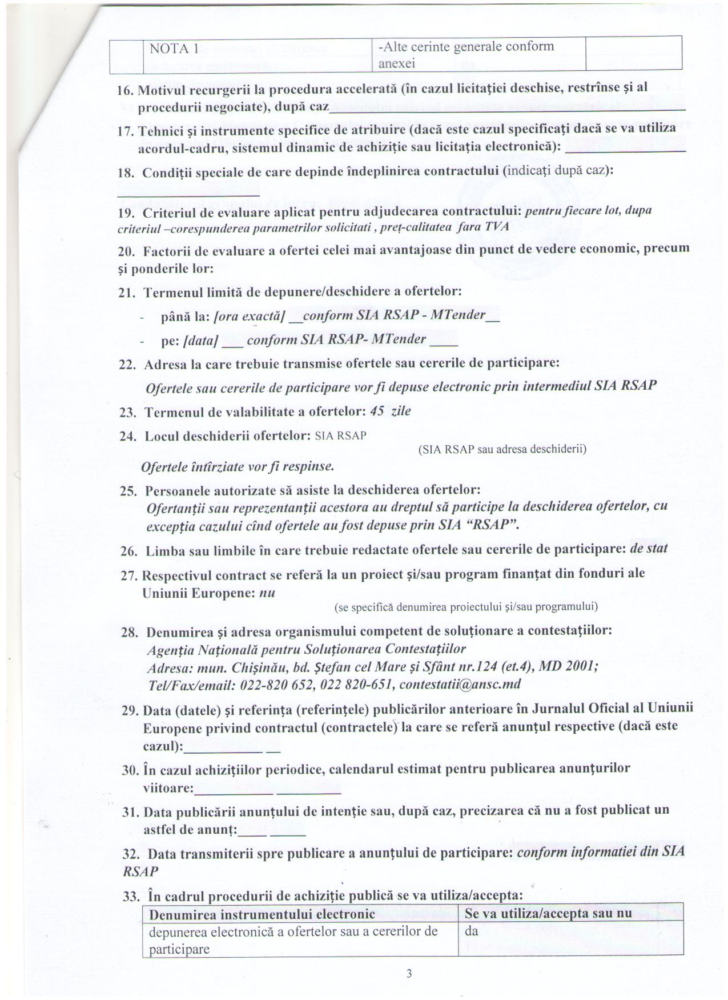 NOTA 1
-Alte cerinte generale conform
anexei
16. Motivul recurgerii la procedura accelerată (în cazul licitației deschise, restrînse și al
procedurii negociate), după caz_______________
17. Tehnici și instrumente specifice de atribuire (dacă este cazul specificați dacă se va utiliza
acordul-cadru, sistemul dinamic de achiziție sau licitația electronică): _______________
18. Condiții speciale de care depinde îndeplinirea contractului (indicați după caz):
_______________
19. Criteriul de evaluare aplicat pentru adjudecarea contractului: pentru fiecare lot, dupa
criteriul –corespunderea parametrilor solicitati , preț-calitatea fara TVA
20. Factorii de evaluare a ofertei celei mai avantajoase din punct de vedere economic, precum
și ponderile lor:
21. Termenul limită de depunere/deschidere a ofertelor:
- până la: [ora exactă] __conform SIA RSAP - MTender__
- pe: [data] ___ conform SIA RSAP- MTender ____
22. Adresa la care trebuie transmise ofertele sau cererile de participare:
Ofertele sau cererile de participare vor fi depuse electronic prin intermediul SIA RSAP
23. Termenul de valabilitate a ofertelor: 45 zile
24. Locul deschiderii ofertelor: SIA RSAP
(SIA RSAP sau adresa deschiderii)
Ofertele întîrziate vor fi respinse.
25. Persoanele autorizate să asiste la deschiderea ofertelor:
Ofertanții sau reprezentanții acestora au dreptul să participe la deschiderea ofertelor, cu
excepția cazului cînd ofertele au fost depuse prin SIA “RSAP”.
26. Limba sau limbile în care trebuie redactate ofertele sau cererile de participare: de stat
27. Respectivul contract se referă la un proiect și/sau program finanțat din fonduri ale
Uniunii Europene: nu
(se specifică denumirea proiectului și/sau programului)
28. Denumirea și adresa organismului competent de soluționare a contestațiilor:
Agenția Națională pentru Soluționarea Contestațiilor
Adresa: mun. Chișinău, bd. Ștefan cel Mare și Sfânt nr.124 (et.4), MD 2001;
Tel/Fax/email: 022-820 652, 022 820-651, contestatii@ansc.md
29. Data (datele) și referința (referințele) publicărilor anterioare în Jurnalul Oficial al Uniunii
Europene privind contractul (contractele) la care se referă anunțul respective (dacă este
cazul):___________ __
30. În cazul achizițiilor periodice, calendarul estimat pentru publicarea anunțurilor
viitoare:___________ _________
31. Data publicării anunțului de intenție sau, după caz, precizarea că nu a fost publicat un
astfel de anunț:____ _____
32. Data transmiterii spre publicare a anunțului de participare: conform informatiei din SIA
RSAP
33. În cadrul procedurii de achiziție publică se va utiliza/accepta:
Denumirea instrumentului electronic
Se va utiliza/accepta sau nu
depunerea electronică a ofertelor sau a cererilor de
participare
da
3